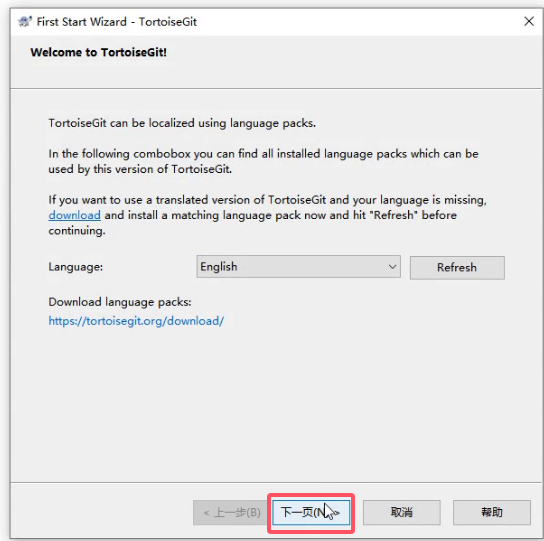 First Start Wizard - TortoiseGit
Welcome to TortoiseGit!
TortoiseGit can be localized using language packs.
In the following combobox you can find all installed language packs which can be
used by this version of TortoiseGit.
If you want to use a translated version of TortoiseGit and your language is missing,
download and install a matching language pack now and hit "Refresh" before
continuing.
Language: English Refresh
Download language packs:
https://tortoisegit.org/download/
< 上一步(B) 下一页(N) > 取消 帮助